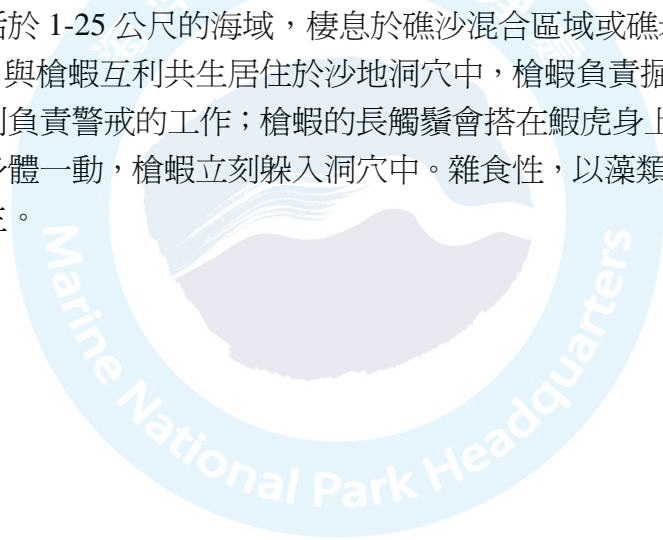 活於 1-25 公尺的海域，棲息於礁沙混合區域或礁
與槍蝦互利共生居住於沙地洞穴中，槍蝦負責掘
則負責警戒的工作；槍蝦的長觸鬚會搭在鰕虎身上
身體一動，槍蝦立刻躲入洞穴中。雜食性，以藻類
。
Marine National Park Headquarters